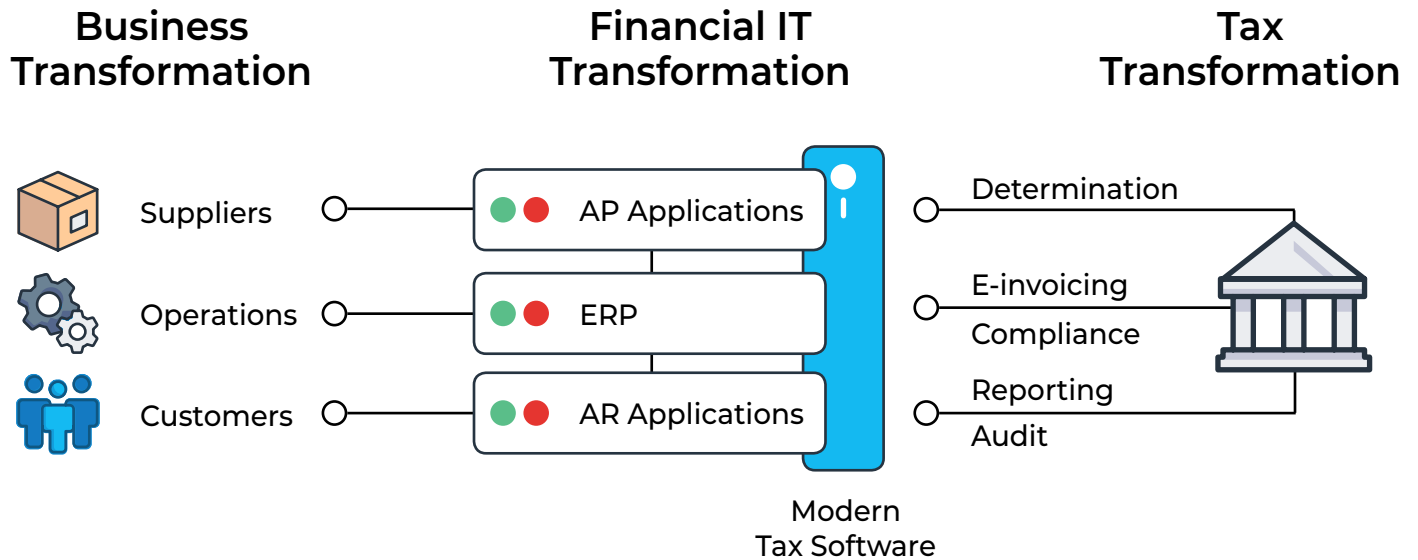 Business
Transformation
Financial IT
Transformation
Tax
Transformation
Suppliers
AP Applications
Determination
Operations
ERP
E-invoicing
Compliance
Customers
AR Applications
Reporting
Audit
Modern
Tax Software